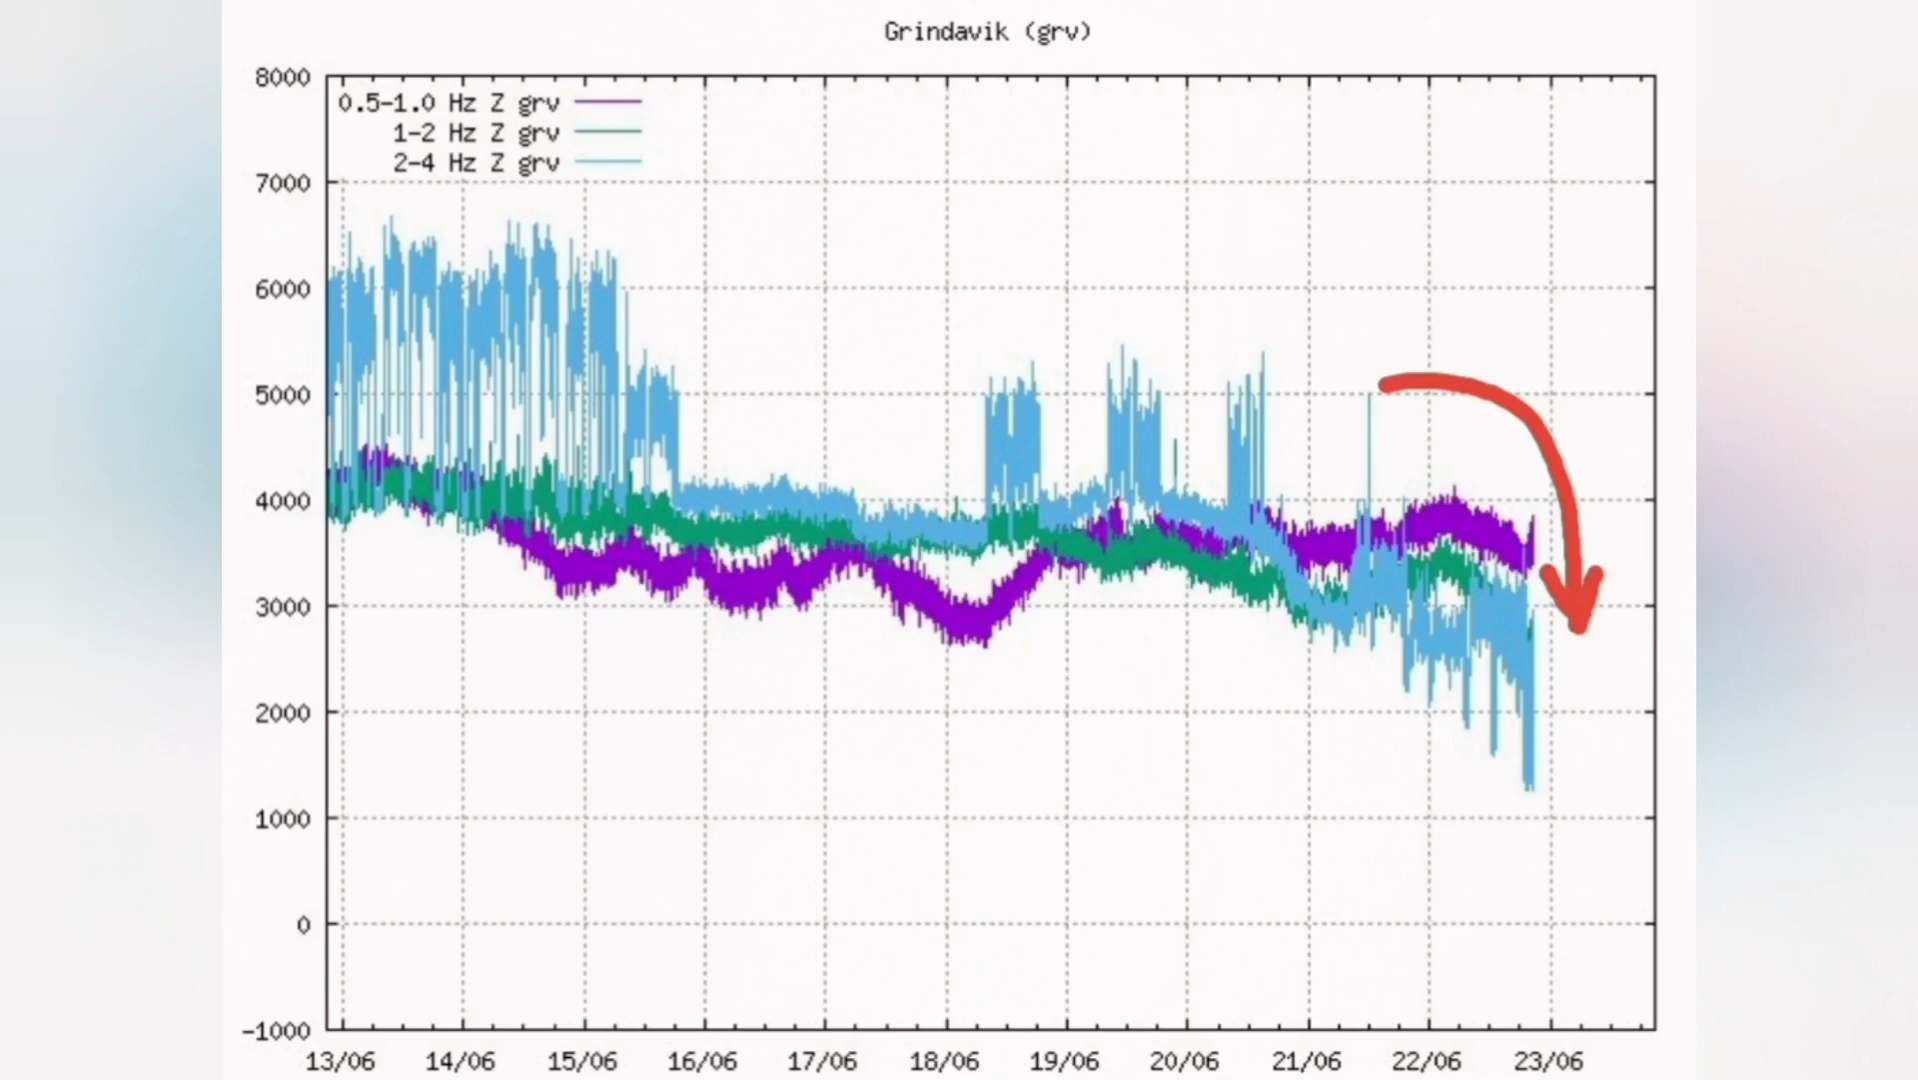 Grindavik (grv)
8000
0.5-1.0 Hz Z grv
1-2 Hz Z grv
2-4 Hz Z grv
7000
6000
5000
4000
3000
2000
1000
0
-1000
13/06 14/06 15/06 16/06 17/06 18/06 19/06 20/06 21/06 22/06 23/06